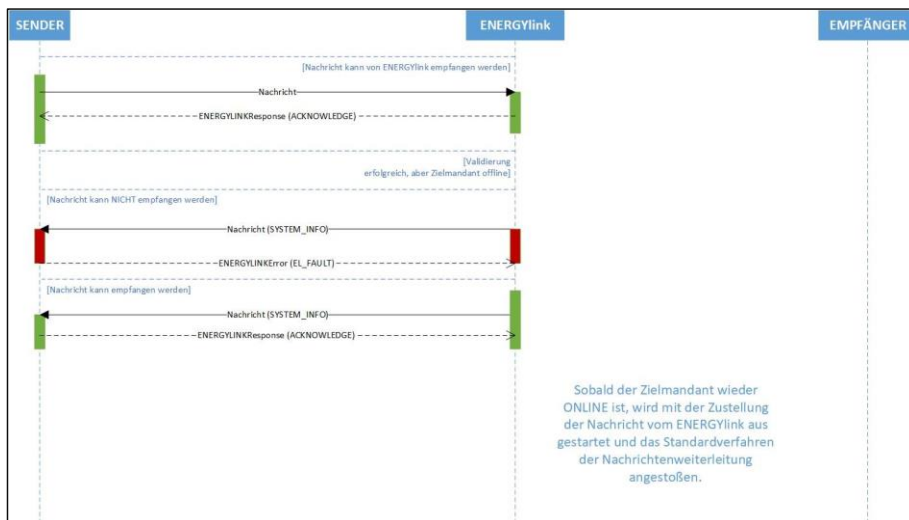 SENDER
ENERGYlink
EMPFÄNGER
[Nachricht kann von ENERGYlink empfangen werden]
Nachricht
ENERGYLINKResponse (ACKNOWLEDGE)
[Validierung
erfolgreich, aber Zielmandant offline]
[Nachricht kann NICHT empfangen werden]
Nachricht (SYSTEM_INFO)
ENERGYLINKError (EL_FAULT)
[Nachricht kann empfangen werden]
Nachricht (SYSTEM_INFO)
ENERGYLINKResponse (ACKNOWLEDGE)
Sobald der Zielmandant wieder
ONLINE ist, wird mit der Zustellung
der Nachricht vom ENERGYlink aus
gestartet und das Standardverfahren
der Nachrichtenweiterleitung
angestoßen.